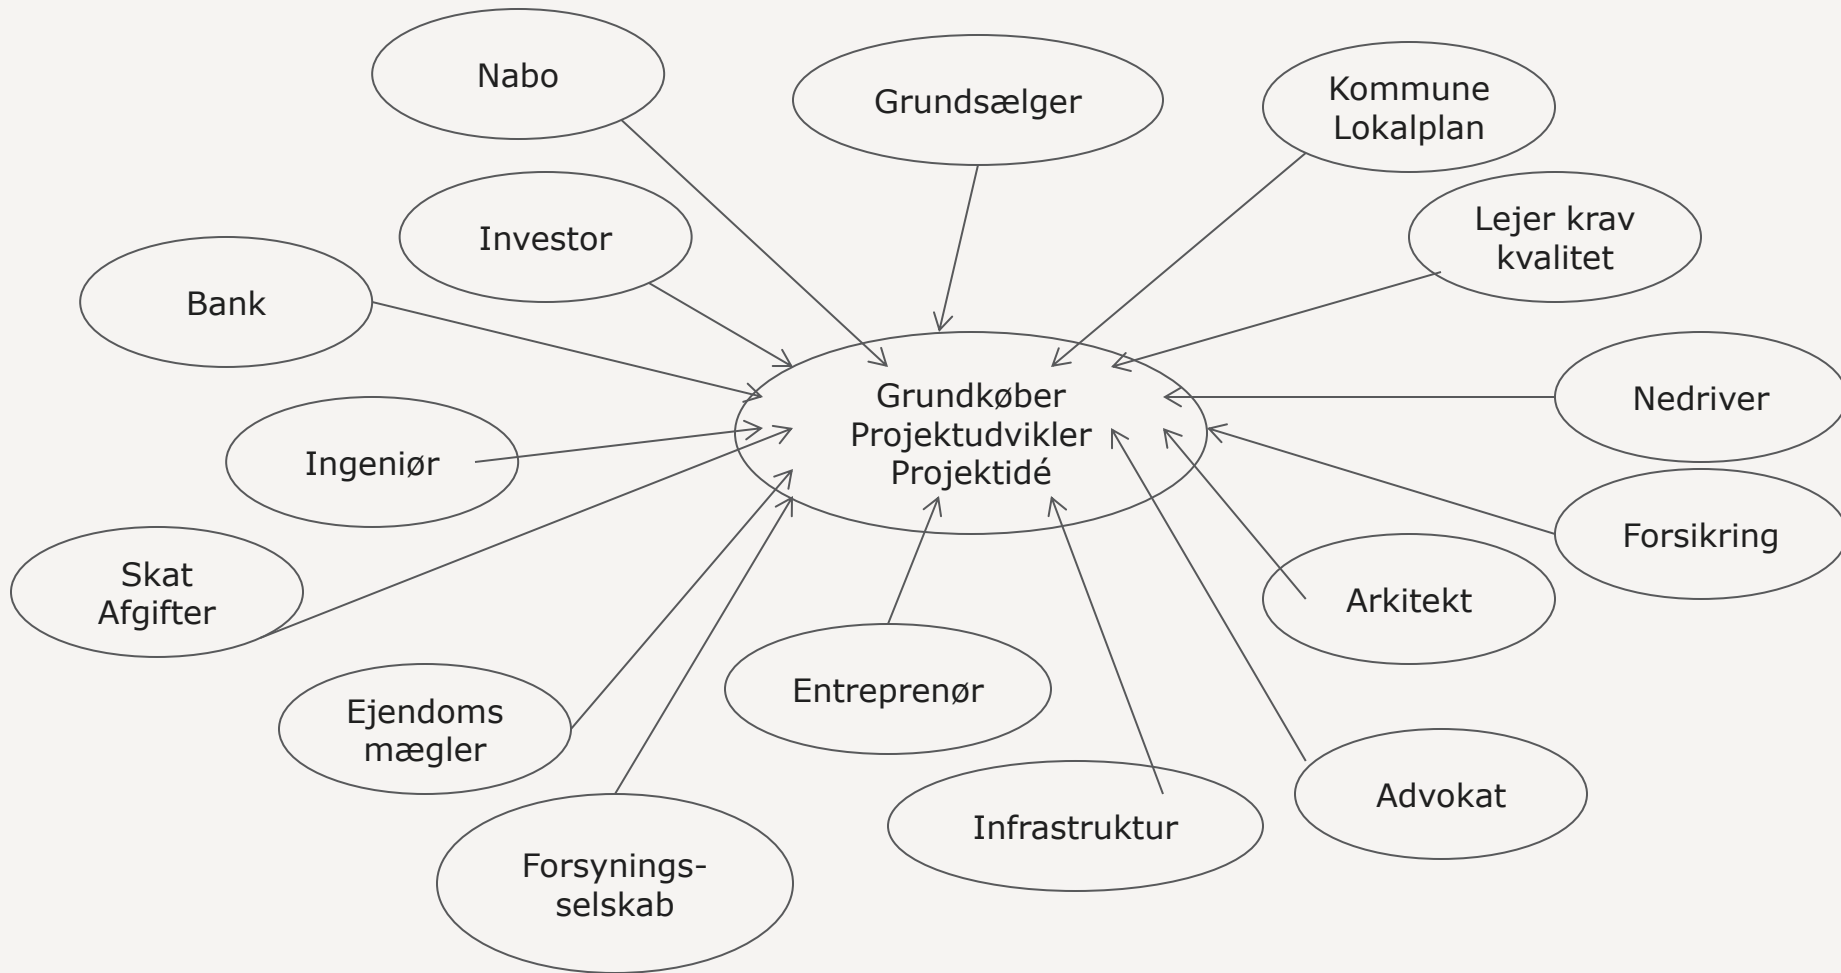 Nabo
Grundsælger
Kommune
Lokalplan
Investor
Lejer krav
kvalitet
Bank
Grundkøber
Projektudvikler
Projektidé
Nedriver
Ingeniør
Forsikring
Skat
Afgifter
Arkitekt
Ejendoms
mægler
Entreprenør
Infrastruktur
Advokat
Forsynings-
selskab